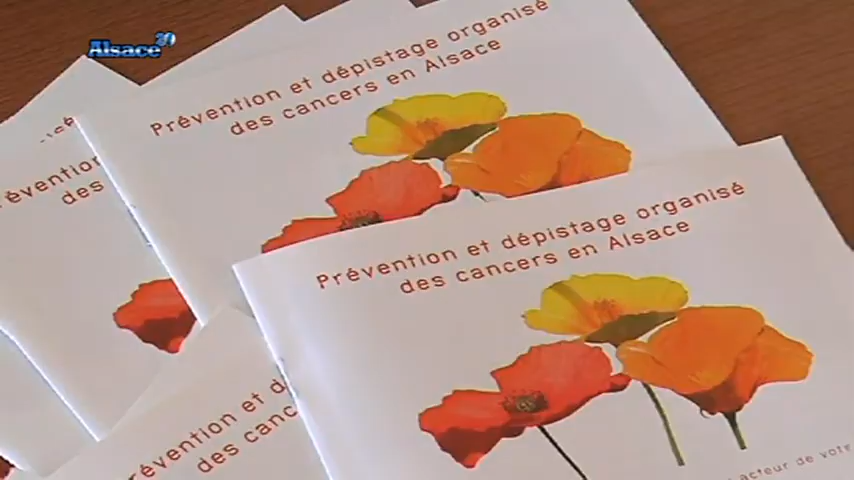 Alsace20
Prévention et dépistage organisé
des cancers en Alsace
Prévention
des
Prévention et dépistage organisé
des cancers en Alsace
acteur de votre
révention et d
des canc